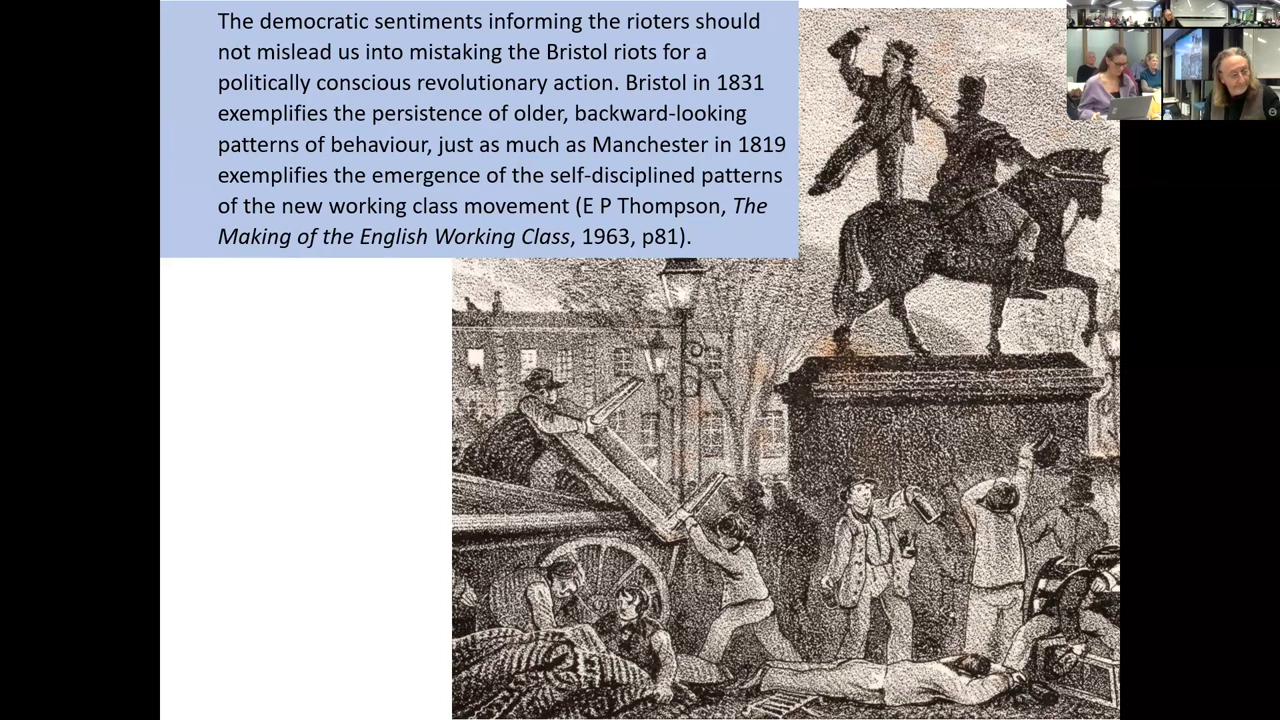 The democratic sentiments informing the rioters should
not mislead us into mistaking the Bristol riots for a
politically conscious revolutionary action. Bristol in 1831
exemplifies the persistence of older, backward-looking
patterns of behaviour, just as much as Manchester in 1819
exemplifies the emergence of the self-disciplined patterns
of the new working class movement (E P Thompson, The
Making of the English Working Class, 1963, p81).